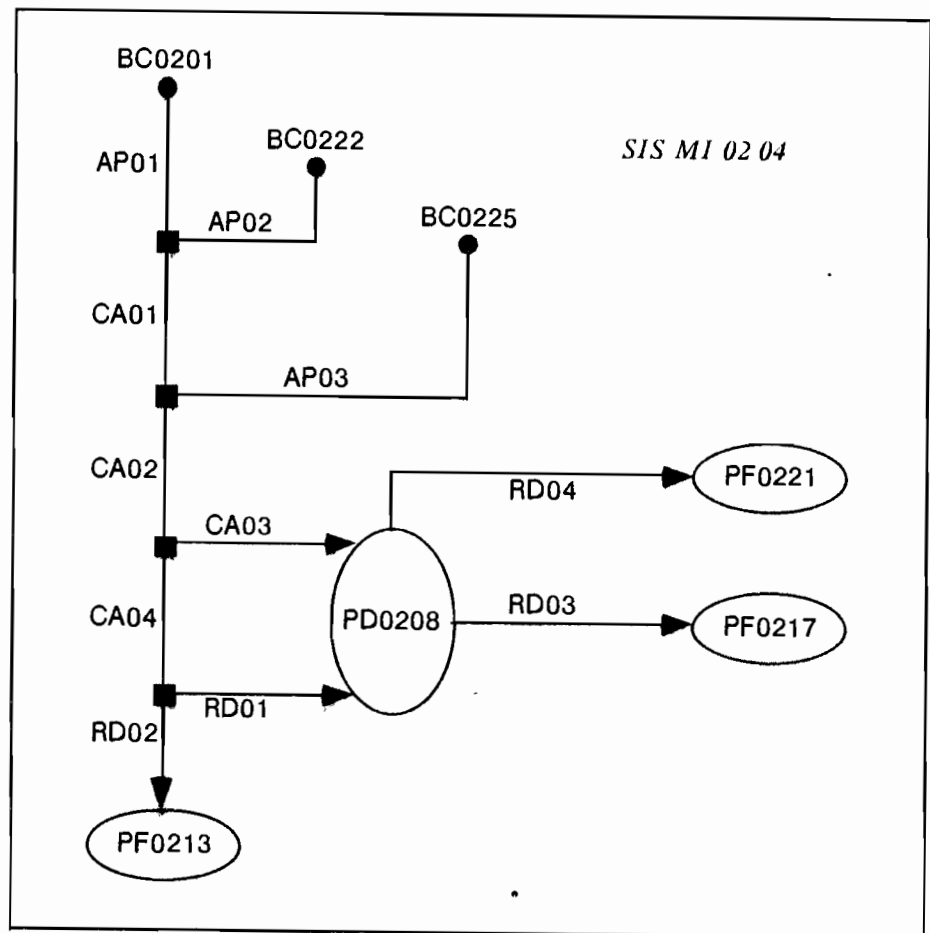 BC0201
BC0222
SIS MI 02 04
AP01
BC0225
AP02
CA01
AP03
CA02
PF0221
RD04
CA03
RD03
CA04
PD0208
PF0217
RD01
RD02
PF0213